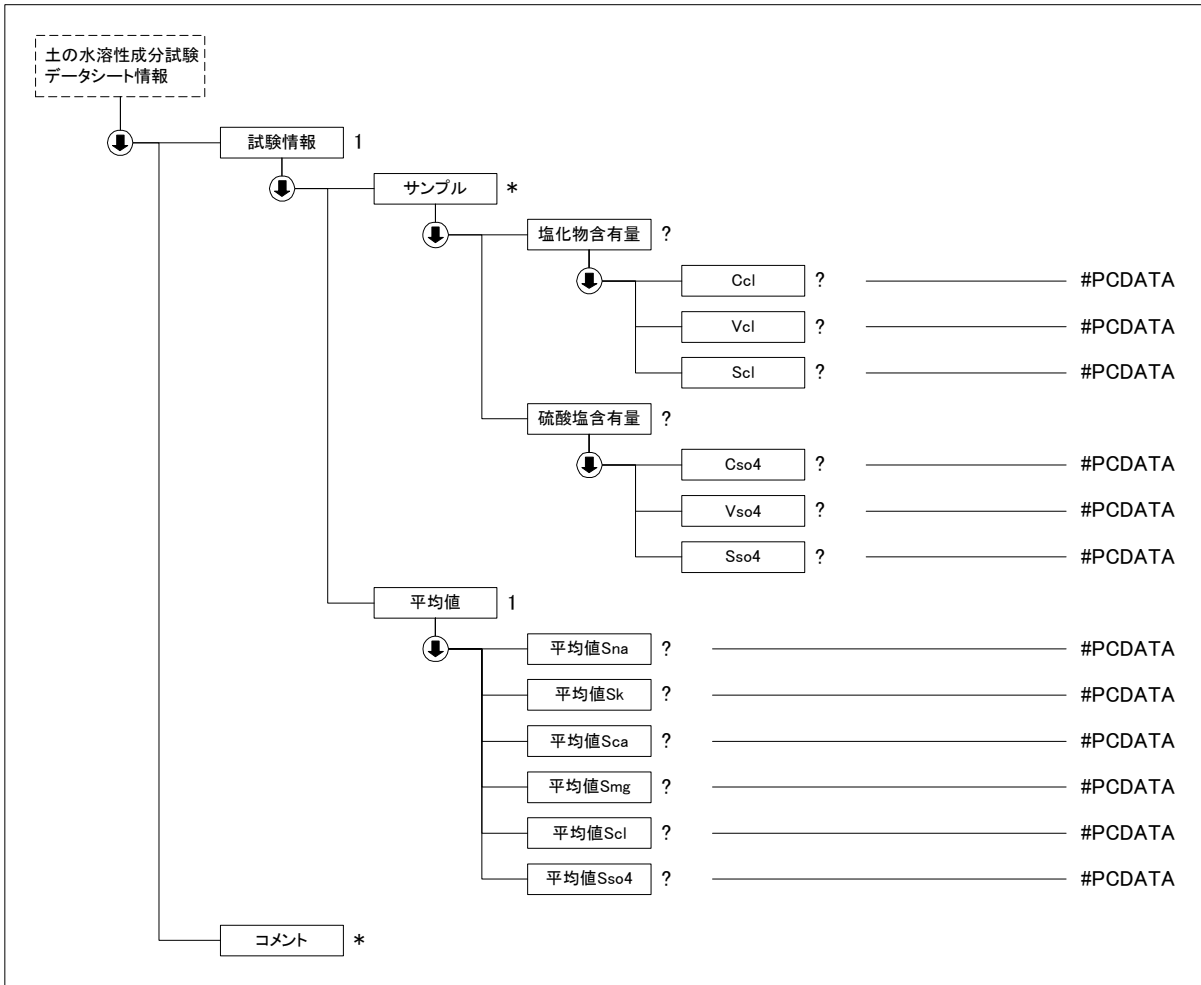 土の水溶性成分試験
データシート情報
試験情報 1
サンプル *
塩化物含有量 ?
Ccl ? #PCDATA
Vcl ? #PCDATA
Scl ? #PCDATA
硫酸塩含有量 ?
Cso4 ? #PCDATA
Vso4 ? #PCDATA
Sso4 ? #PCDATA
平均値 1
平均値Sna ? #PCDATA
平均値Sk ? #PCDATA
平均値Sca ? #PCDATA
平均値Smg ? #PCDATA
平均値Scl ? #PCDATA
平均値Sso4 ? #PCDATA
コメント *